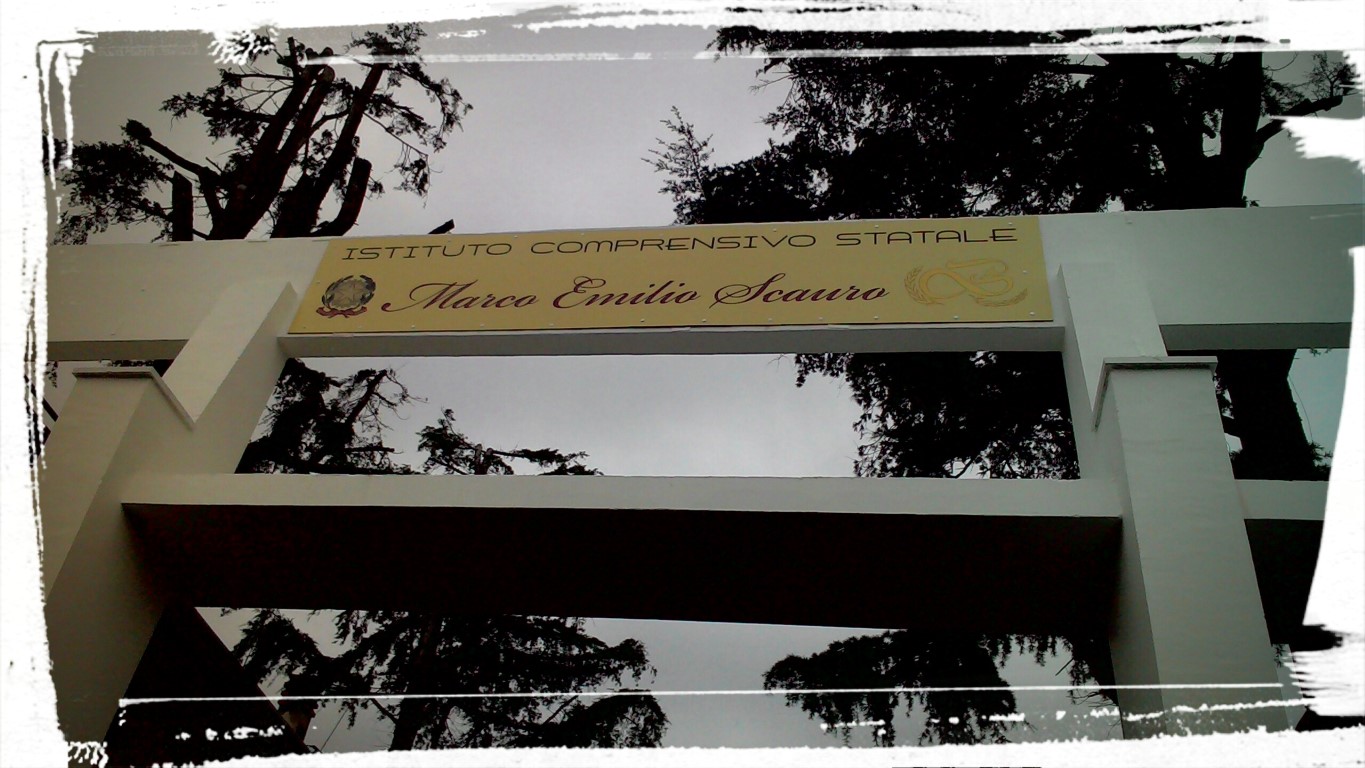 ISTITUTO COMPRENSIVO STATALE
Marco Emilio Scauro